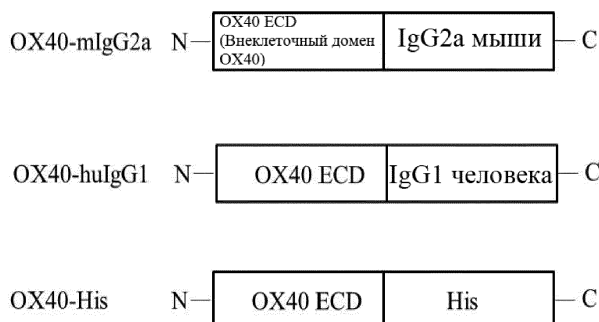 OX40 ECD
(Внеклеточный домен
OX40)
OX40-mIgG2a N
IgG2a мыши
C
OX40-huIgG1 N
OX40 ECD
IgG1 человека
C
OX40-His N
OX40 ECD
His
C